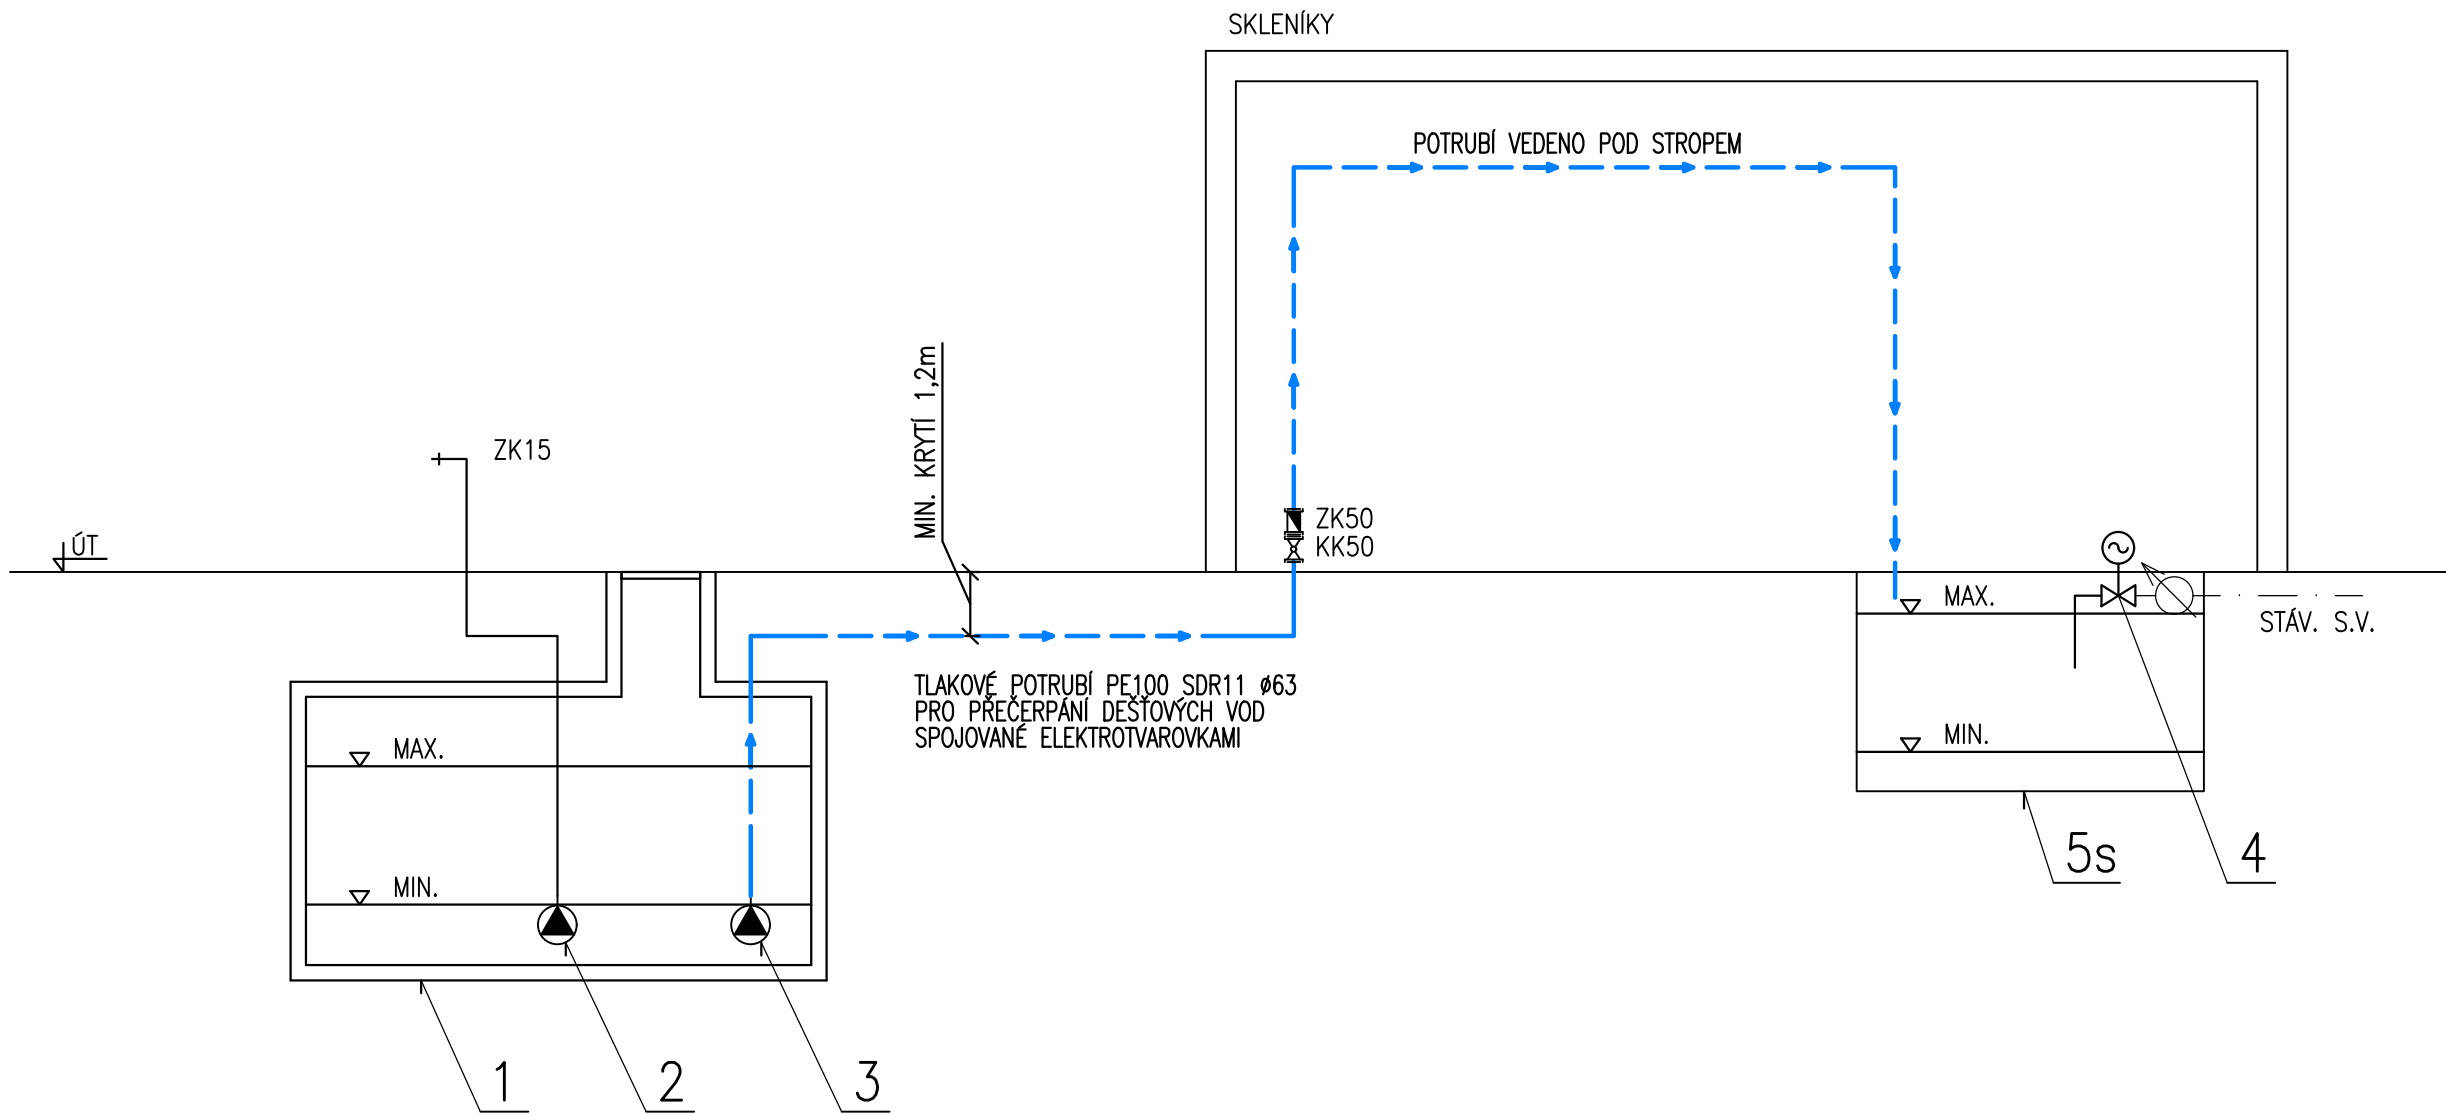 SKLENÍKY
POTRUBÍ VEDENO POD STROPEM
MIN. KRYTÍ 1,2m
ZK15
ZK50
KK50
ÚT
MAX.
STÁV. S.V.
TLAKOVÉ POTRUBÍ PE100 SDR11 ø63
PRO PŘEČERPÁNÍ DEŠŤOVÝCH VOD
SPOJOVANÉ ELEKTROTVAROVKAMI
MAX.
MIN.
MIN.
5s
4
1
2
3